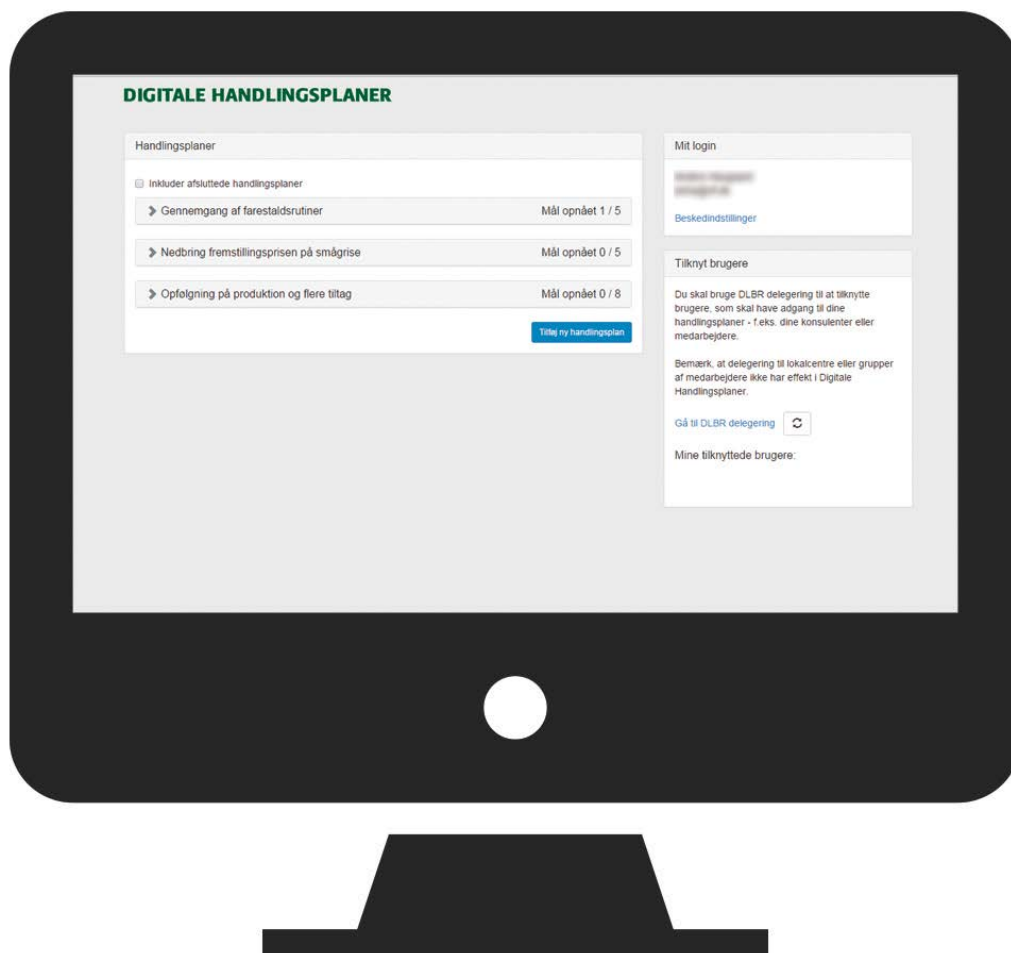 DIGITALE HANDLINGSPLANER
Handlingsplaner
Inkluder afsluttede handlingsplaner
Gennemgang af farestaldsrutiner Mål opnået 1 / 5
Nedbring fremstillingsprisen på smågrise Mål opnået 0 / 5
Opfølgning på produktion og flere tiltag Mål opnået 0 / 8
Tilføj ny handlingsplan
Mit login
Beskedindstillinger
Tilknyt brugere
Du skal bruge DLBR delegering til at tilknytte
brugere, som skal have adgang til dine
handlingsplaner - f.eks. dine konsulenter eller
medarbejdere.
Bemærk, at delegering til lokalcentre eller grupper
af medarbejdere ikke har effekt i Digitale
Handlingsplaner.
Gå til DLBR delegering
Mine tilknyttede brugere: